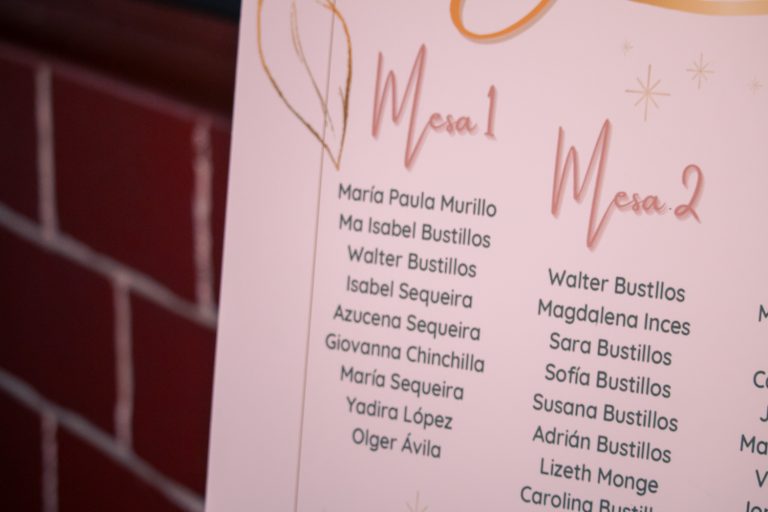 Mesa 1
María Paula Murillo
Ma Isabel Bustillos
Walter Bustillos
Isabel Sequeira
Azucena Sequeira
Giovanna Chinchilla
María Sequeira
Yadira López
Olger Ávila
Mesa.2
Walter Bustllos
Magdalena Inces
Sara Bustillos
Sofía Bustillos
Susana Bustillos
Adrián Bustillos
Lizeth Monge
Carolina